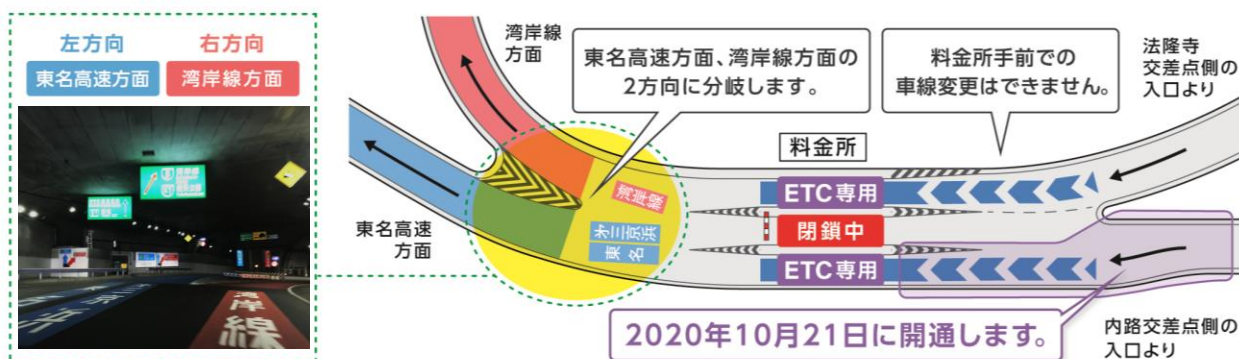 左方向
右方向
東名高速方面
湾岸線方面
湾岸線
湾岸線
方面
東名高速方面、湾岸線方面の
2方向に分岐します。
料金所手前での
車線変更はできません。
法隆寺
交差点側の
入口より
料金所
ETC専用
閉鎖中
ETC専用
湾岸線
第三京浜
東名
東名高速
方面
2020年10月21日に開通します。
内路交差点側の
入口より